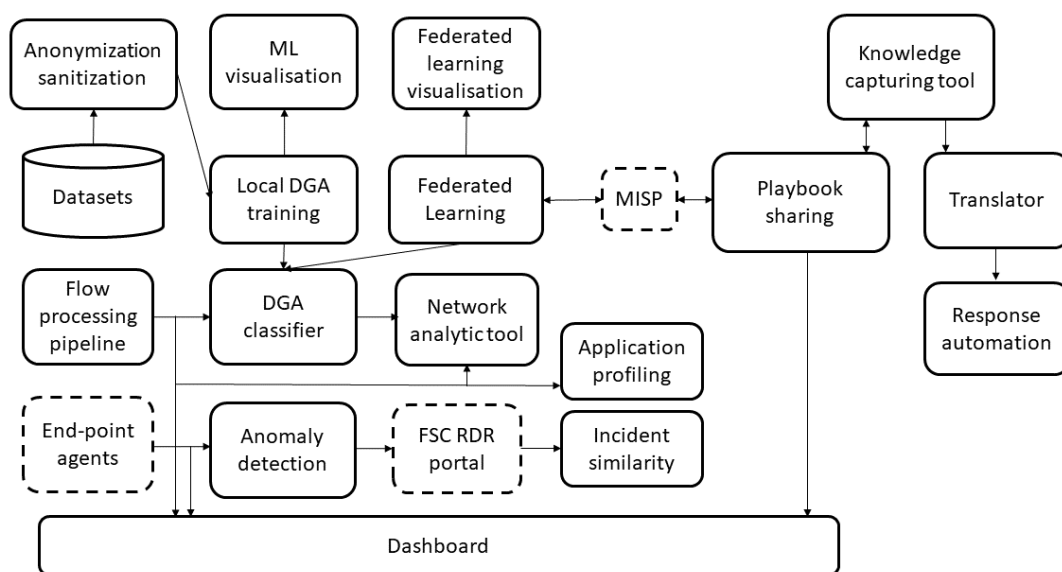 Anonymization
sanitization
ML
visualisation
Federated
learning
visualisation
Knowledge
capturing tool
Datasets
Local DGA
training
Federated
Learning
MISP
Playbook
sharing
Translator
Flow
processing
pipeline
DGA
classifier
Network
analytic tool
Application
profiling
Response
automation
End-point
agents
Anomaly
detection
FSC RDR
portal
Incident
similarity
Dashboard